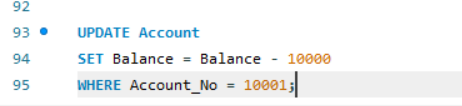 92
93 UPDATE Account
94 SET Balance = Balance - 10000
95 WHERE Account_No = 10001;